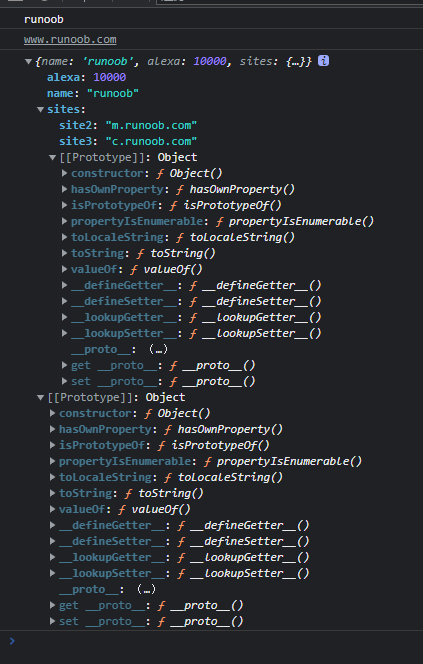 runoob
www.runoob.com
{name: 'runoob', alexa: 10000, sites: {…}} i
alexa: 10000
name: "runoob"
sites:
site2: "m.runoob.com"
site3: "c.runoob.com"
[[Prototype]]: Object
constructor: ƒ Object()
hasOwnProperty: ƒ hasOwnProperty()
isPrototypeOf: ƒ isPrototypeOf()
propertyIsEnumerable: ƒ propertyIsEnumerable()
toLocaleString: ƒ toLocaleString()
toString: ƒ toString()
valueOf: ƒ valueOf()
__defineGetter__: ƒ __defineGetter__()
__defineSetter__: ƒ __defineSetter__()
__lookupGetter__: ƒ __lookupGetter__()
__lookupSetter__: ƒ __lookupSetter__()
__proto__: (…)
get __proto__: ƒ __proto__()
set __proto__: ƒ __proto__()
[[Prototype]]: Object
constructor: ƒ Object()
hasOwnProperty: ƒ hasOwnProperty()
isPrototypeOf: ƒ isPrototypeOf()
propertyIsEnumerable: ƒ propertyIsEnumerable()
toLocaleString: ƒ toLocaleString()
toString: ƒ toString()
valueOf: ƒ valueOf()
__defineGetter__: ƒ __defineGetter__()
__defineSetter__: ƒ __defineSetter__()
__lookupGetter__: ƒ __lookupGetter__()
__lookupSetter__: ƒ __lookupSetter__()
__proto__: (…)
get __proto__: ƒ __proto__()
set __proto__: ƒ __proto__()